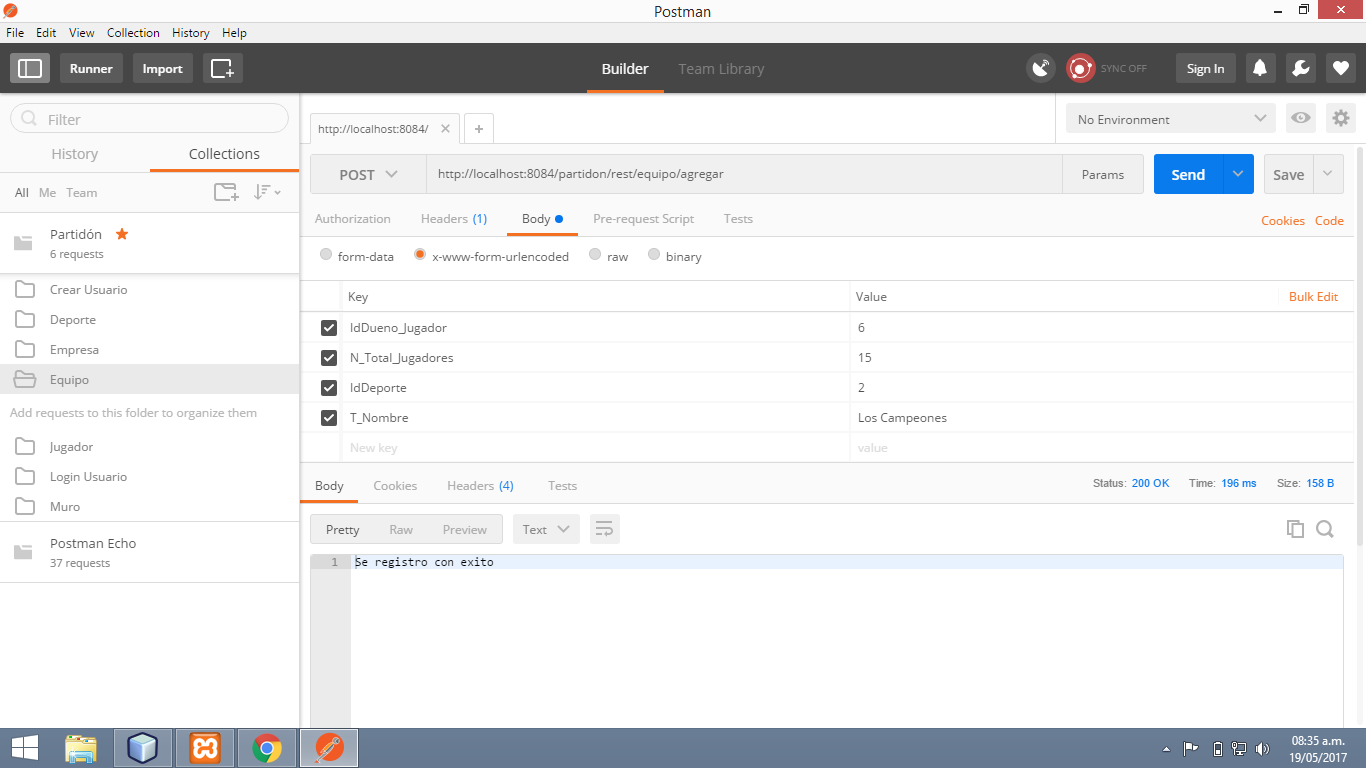 Postman
File Edit View Collection History Help
Runner Import Builder Team Library SYNC OFF Sign In
Filter
History Collections
All Me Team
Partidón
6 requests
Crear Usuario
Deporte
Empresa
Equipo
Add requests to this folder to organize them
Jugador
Login Usuario
Muro
Postman Echo
37 requests
http://localhost:8084/ No Environment
POST http://localhost:8084/partidon/rest/equipo/agregar Params Send Save
Authorization Headers (1) Body Pre-request Script Tests Cookies Code
form-data x-www-form-urlencoded raw binary
Key Value Bulk Edit
IdDueno_Jugador 6
N_Total_Jugadores 15
IdDeporte 2
T_Nombre Los Campeones
New key value
Body Cookies Headers (4) Tests Status: 200 OK Time: 196 ms Size: 158 B
Pretty Raw Preview Text
1 Se registro con exito
08:35 a.m.
19/05/2017